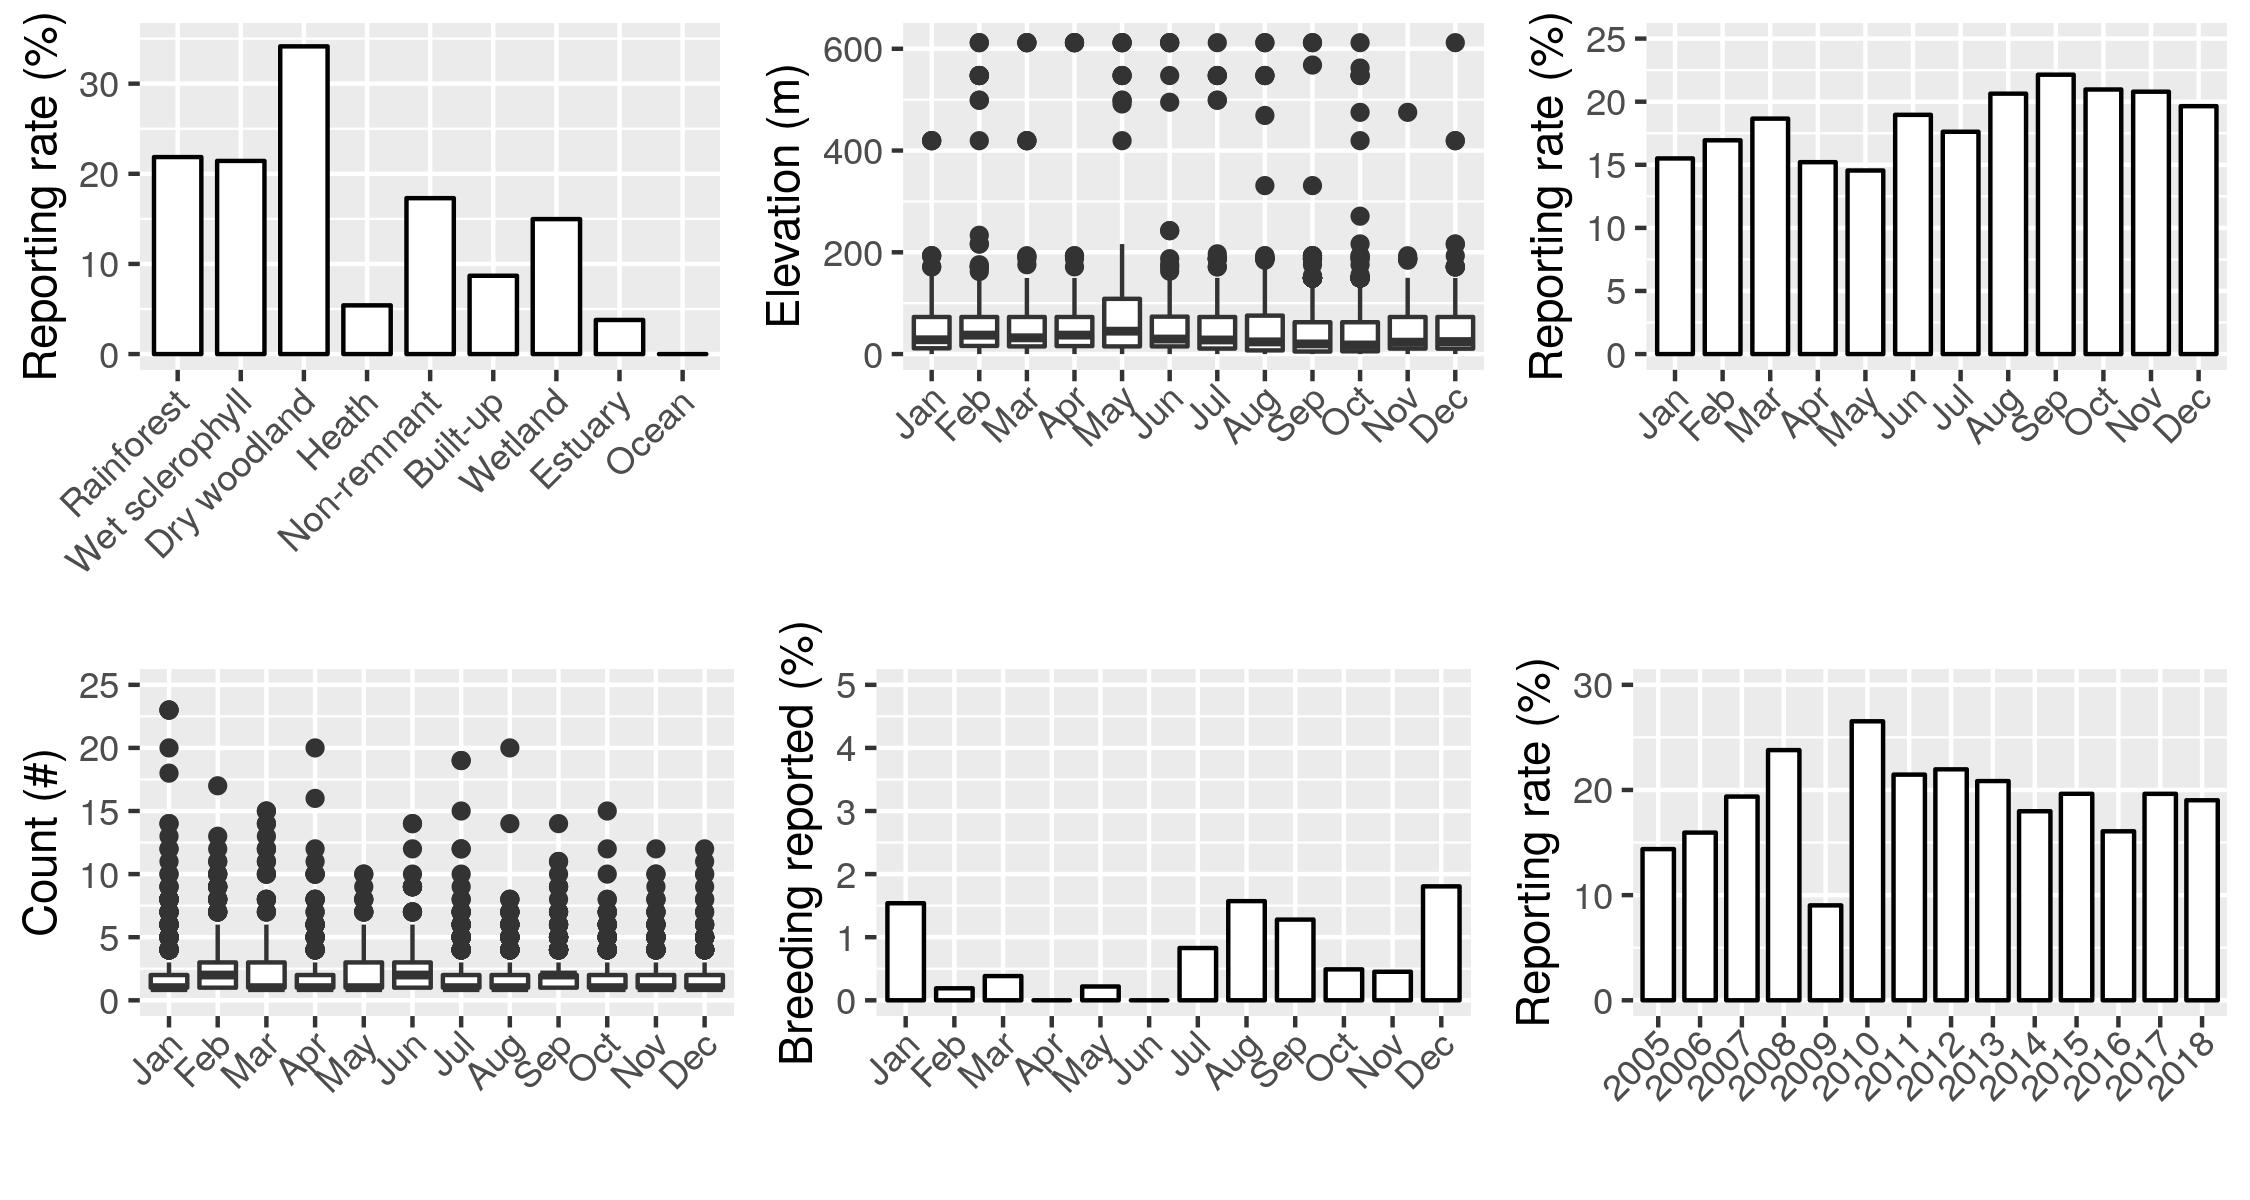 Reporting rate (%)
30
20
10
0
Rainforest
Wet sclerophyll
Dry woodland
Heath
Non-remnant
Built-up
Wetland
Estuary
Ocean
Elevation (m)
600
400
200
0
Jan
Feb
Mar
Apr
May
Jun
Jul
Aug
Sep
Oct
Nov
Dec
Reporting rate (%)
25
20
15
10
5
0
Jan
Feb
Mar
Apr
May
Jun
Jul
Aug
Sep
Oct
Nov
Dec
Count (#)
25
20
15
10
5
0
Jan
Feb
Mar
Apr
May
Jun
Jul
Aug
Sep
Oct
Nov
Dec
Breeding reported (%)
5
4
3
2
1
0
Jan
Feb
Mar
Apr
May
Jun
Jul
Aug
Sep
Oct
Nov
Dec
Reporting rate (%)
30
20
10
0
2005
2006
2007
2008
2009
2010
2011
2012
2013
2014
2015
2016
2017
2018